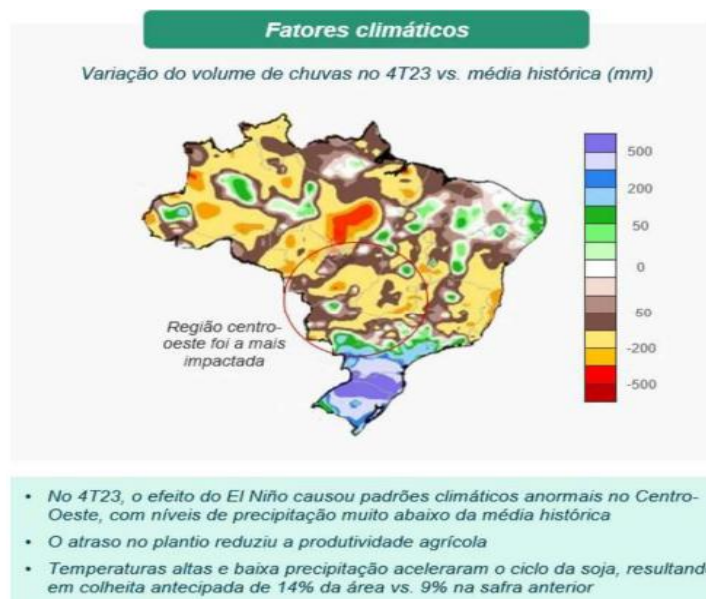 Fatores climáticos
Variação do volume de chuvas no 4T23 vs. média histórica (mm)
500
200
50
0
50
-200
-500
Região centro-
oeste foi a mais
impactada
• No 4T23, o efeito do El Niño causou padrões climáticos anormais no Centro-
Oeste, com níveis de precipitação muito abaixo da média histórica
• O atraso no plantio reduziu a produtividade agrícola
• Temperaturas altas e baixa precipitação aceleraram o ciclo da soja, resultando
em colheita antecipada de 14% da área vs. 9% na safra anterior